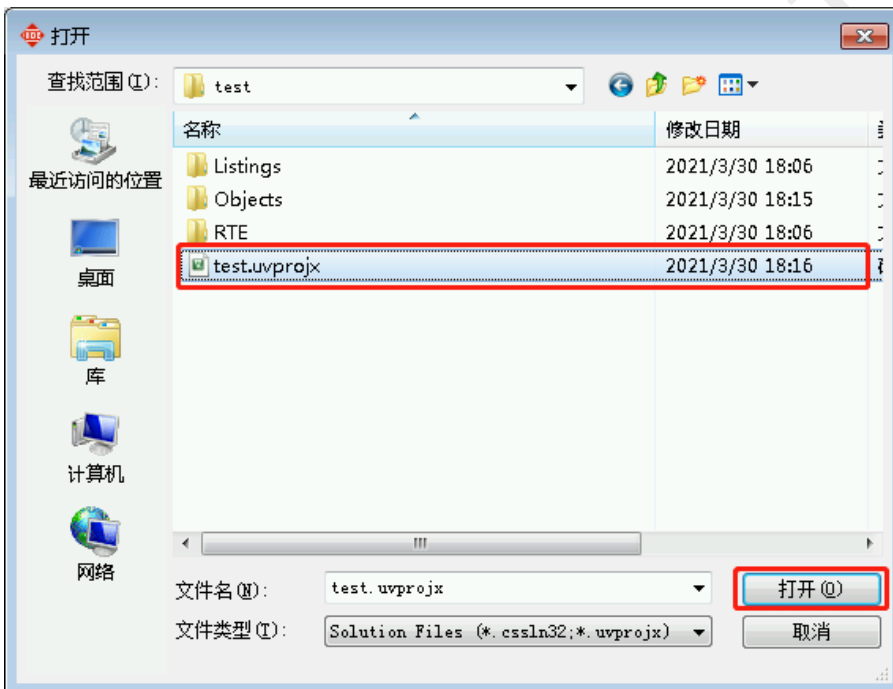 打开
查找范围(I):
test
名称
修改日期
Listings
2021/3/30 18:06
Objects
2021/3/30 18:15
RTE
2021/3/30 18:06
test.uvprojx
2021/3/30 18:16
最近访问的位置
桌面
库
计算机
网络
文件名(N):
test.uvprojx
打开(O)
文件类型(T):
Solution Files (*.cssln32;*.uvprojx)
取消